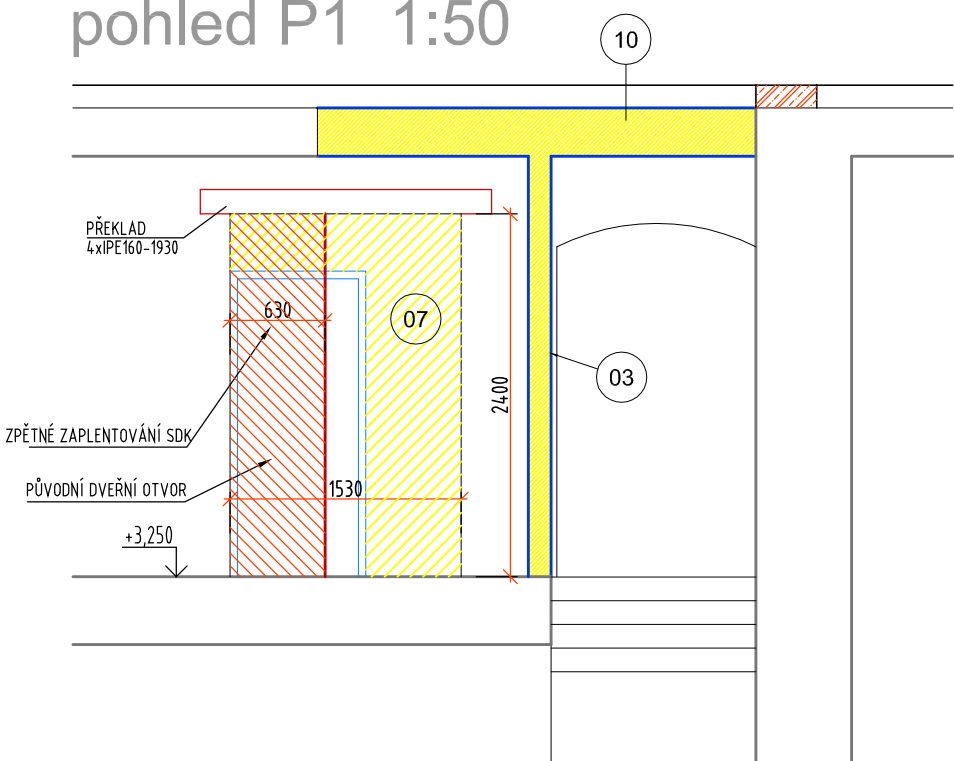 pohled P1 1:50
10
PŘEKLAD
4xIPE160-1930
630
07
03
2400
ZPĚTNÉ ZAPLENTOVÁNÍ SDK
PŮVODNÍ DVEŘNÍ OTVOR
1530
+3,250